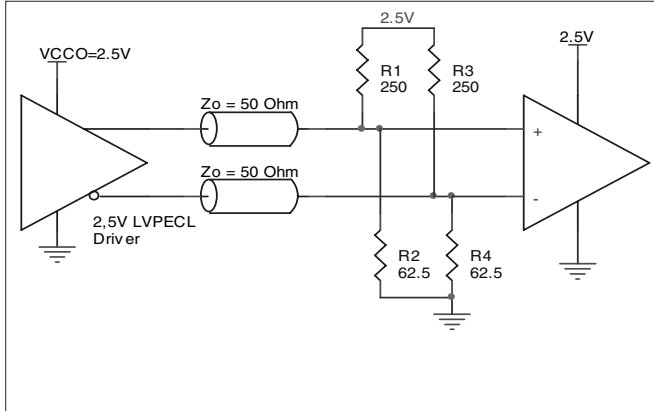 2.5V
VCCO=2.5V
2.5V
R1
250
R3
250
Zo = 50 Ohm
+
Zo = 50 Ohm
-
2,5V LVPECL
Driver
R2
62.5
R4
62.5